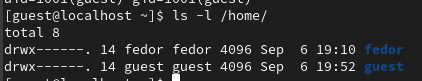 [guest@localhost ~]$ ls -l /home/
total 8
drwx------. 14 fedor fedor 4096 Sep  6 19:10 fedor
drwx------. 14 guest guest 4096 Sep  6 19:52 guest